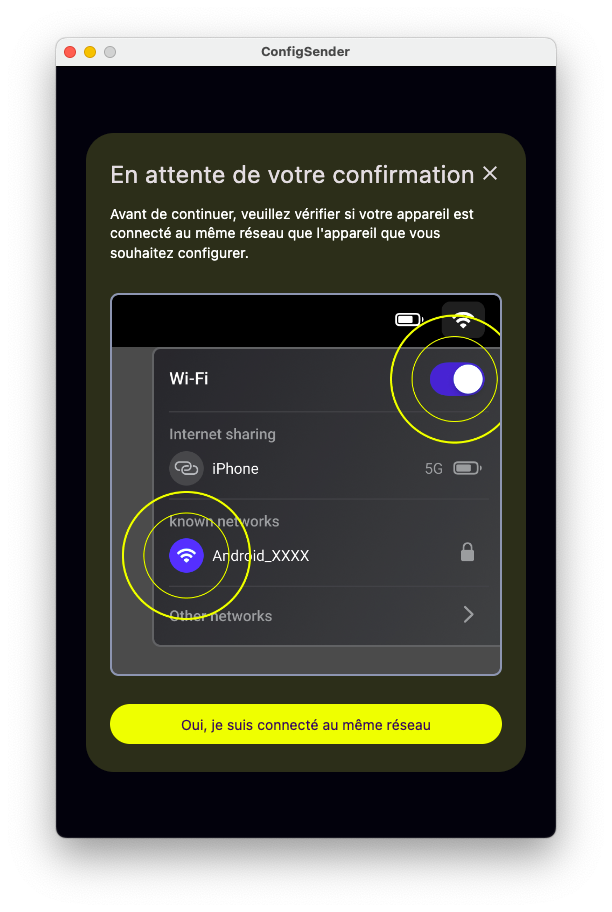 ConfigSender
En attente de votre confirmation
Avant de continuer, veuillez vérifier si votre appareil est
connecté au même réseau que l'appareil que vous
souhaitez configurer.
Wi-Fi
Internet sharing
iPhone
5G
known networks
Android_XXXX
Other networks
Oui, je suis connecté au même réseau